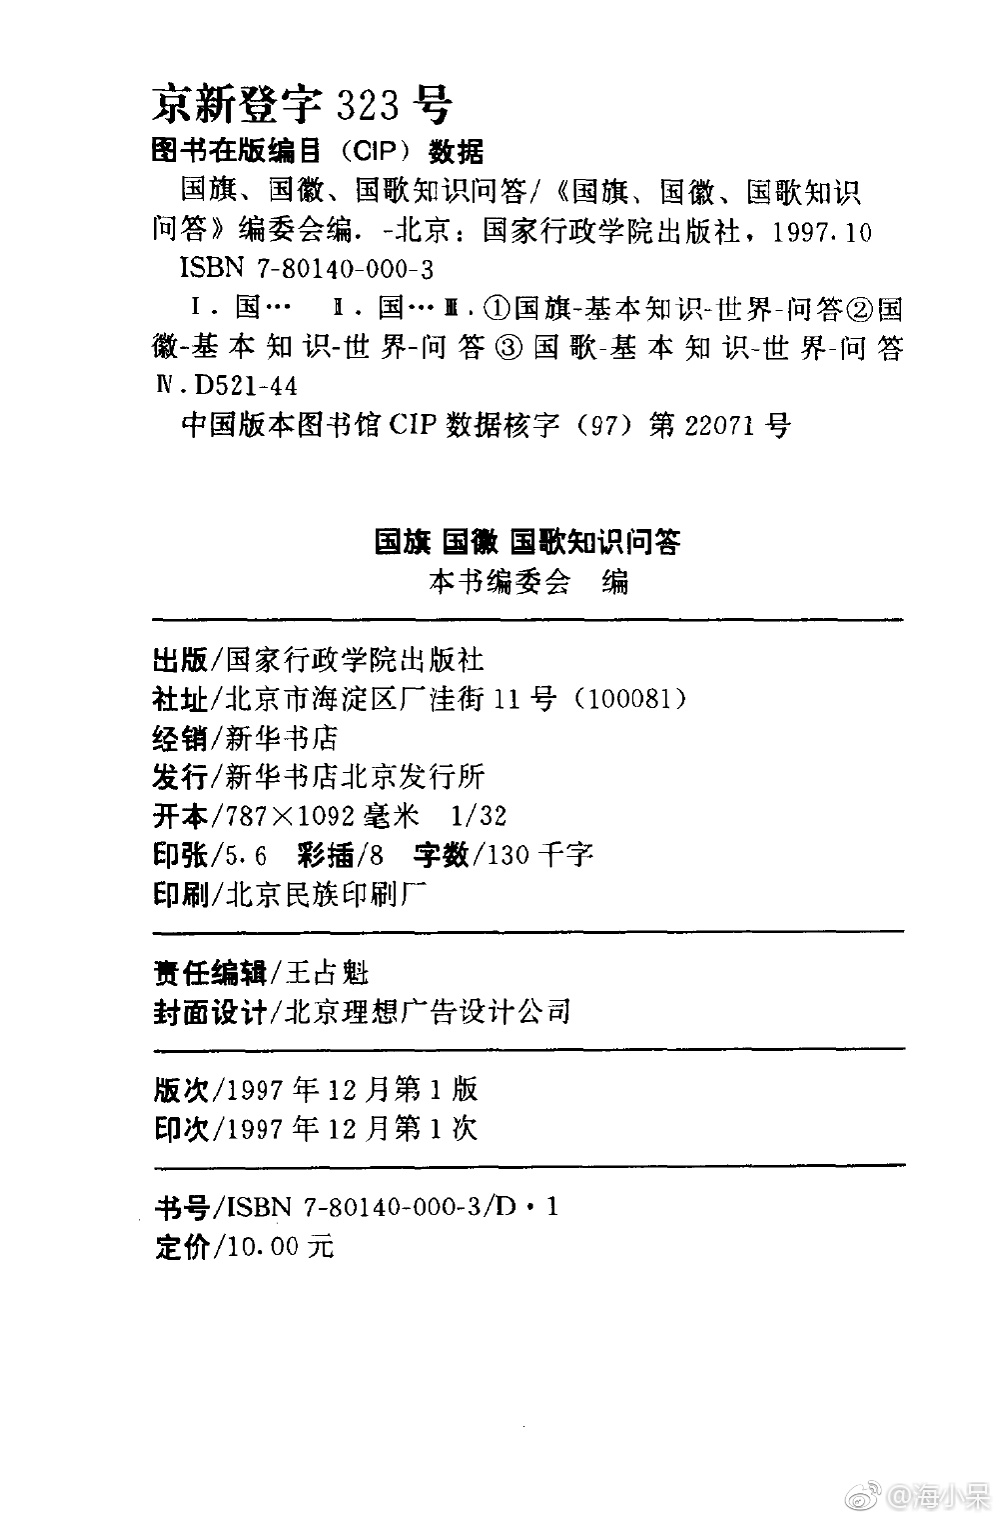 京新登字 323 号
图书在版编目（CIP）数据
国旗、国徽、国歌知识问答/《国旗、国徽、国歌知识
问答》编委会编．-北京：国家行政学院出版社，1997.10
ISBN 7-80140-000-3
Ⅰ．国… Ⅱ．国…Ⅲ．①国旗-基本知识-世界-问答②国
徽-基本知识-世界-问答③国歌-基本知识-世界-问答
Ⅳ．D521-44
中国版本图书馆 CIP 数据核字（97）第 22071 号
国旗 国徽 国歌知识问答
本书编委会 编
出版/国家行政学院出版社
社址/北京市海淀区厂洼街 11 号（100081）
经销/新华书店
发行/新华书店北京发行所
开本/787×1092 毫米 1/32
印张/5.6 彩插/8 字数/130 千字
印刷/北京民族印刷厂
责任编辑/王占魁
封面设计/北京理想广告设计公司
版次/1997 年 12 月第 1 版
印次/1997 年 12 月第 1 次
书号/ISBN 7-80140-000-3/D·1
定价/10.00 元
@海小呆